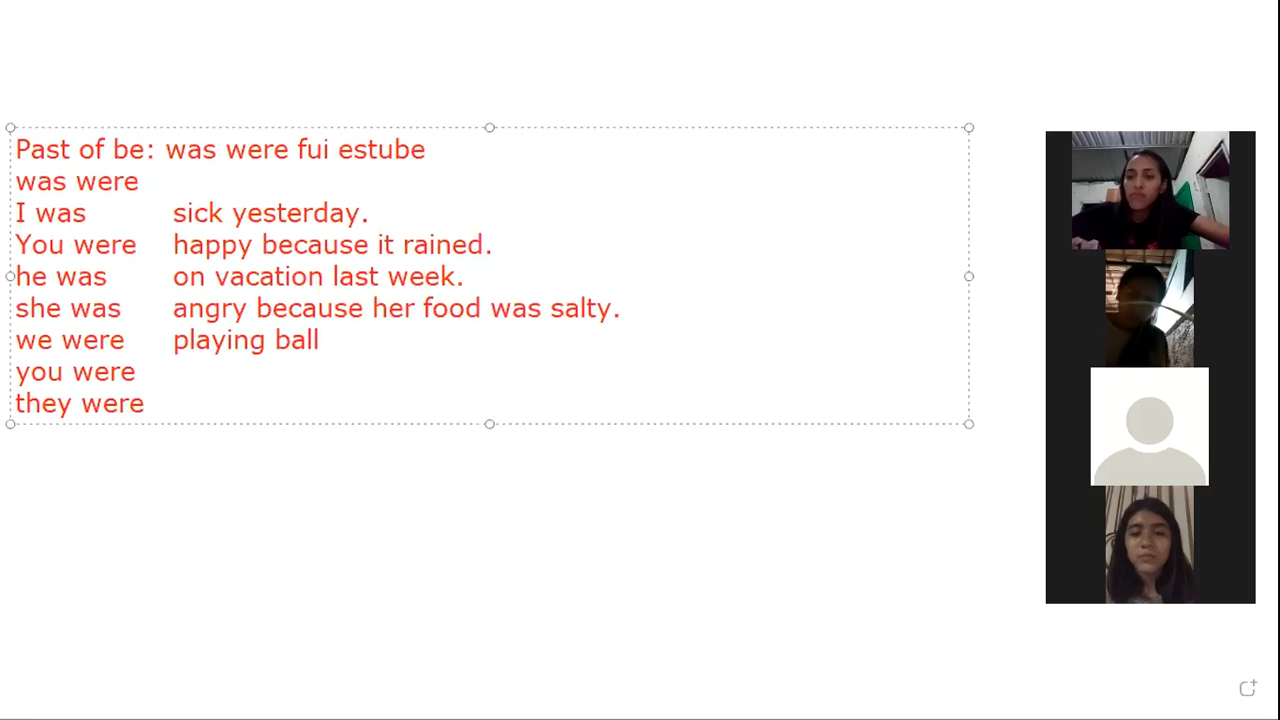 Past of be: was were fui estube
was were
I was sick yesterday.
You were happy because it rained.
he was on vacation last week.
she was angry because her food was salty.
we were playing ball
you were
they were